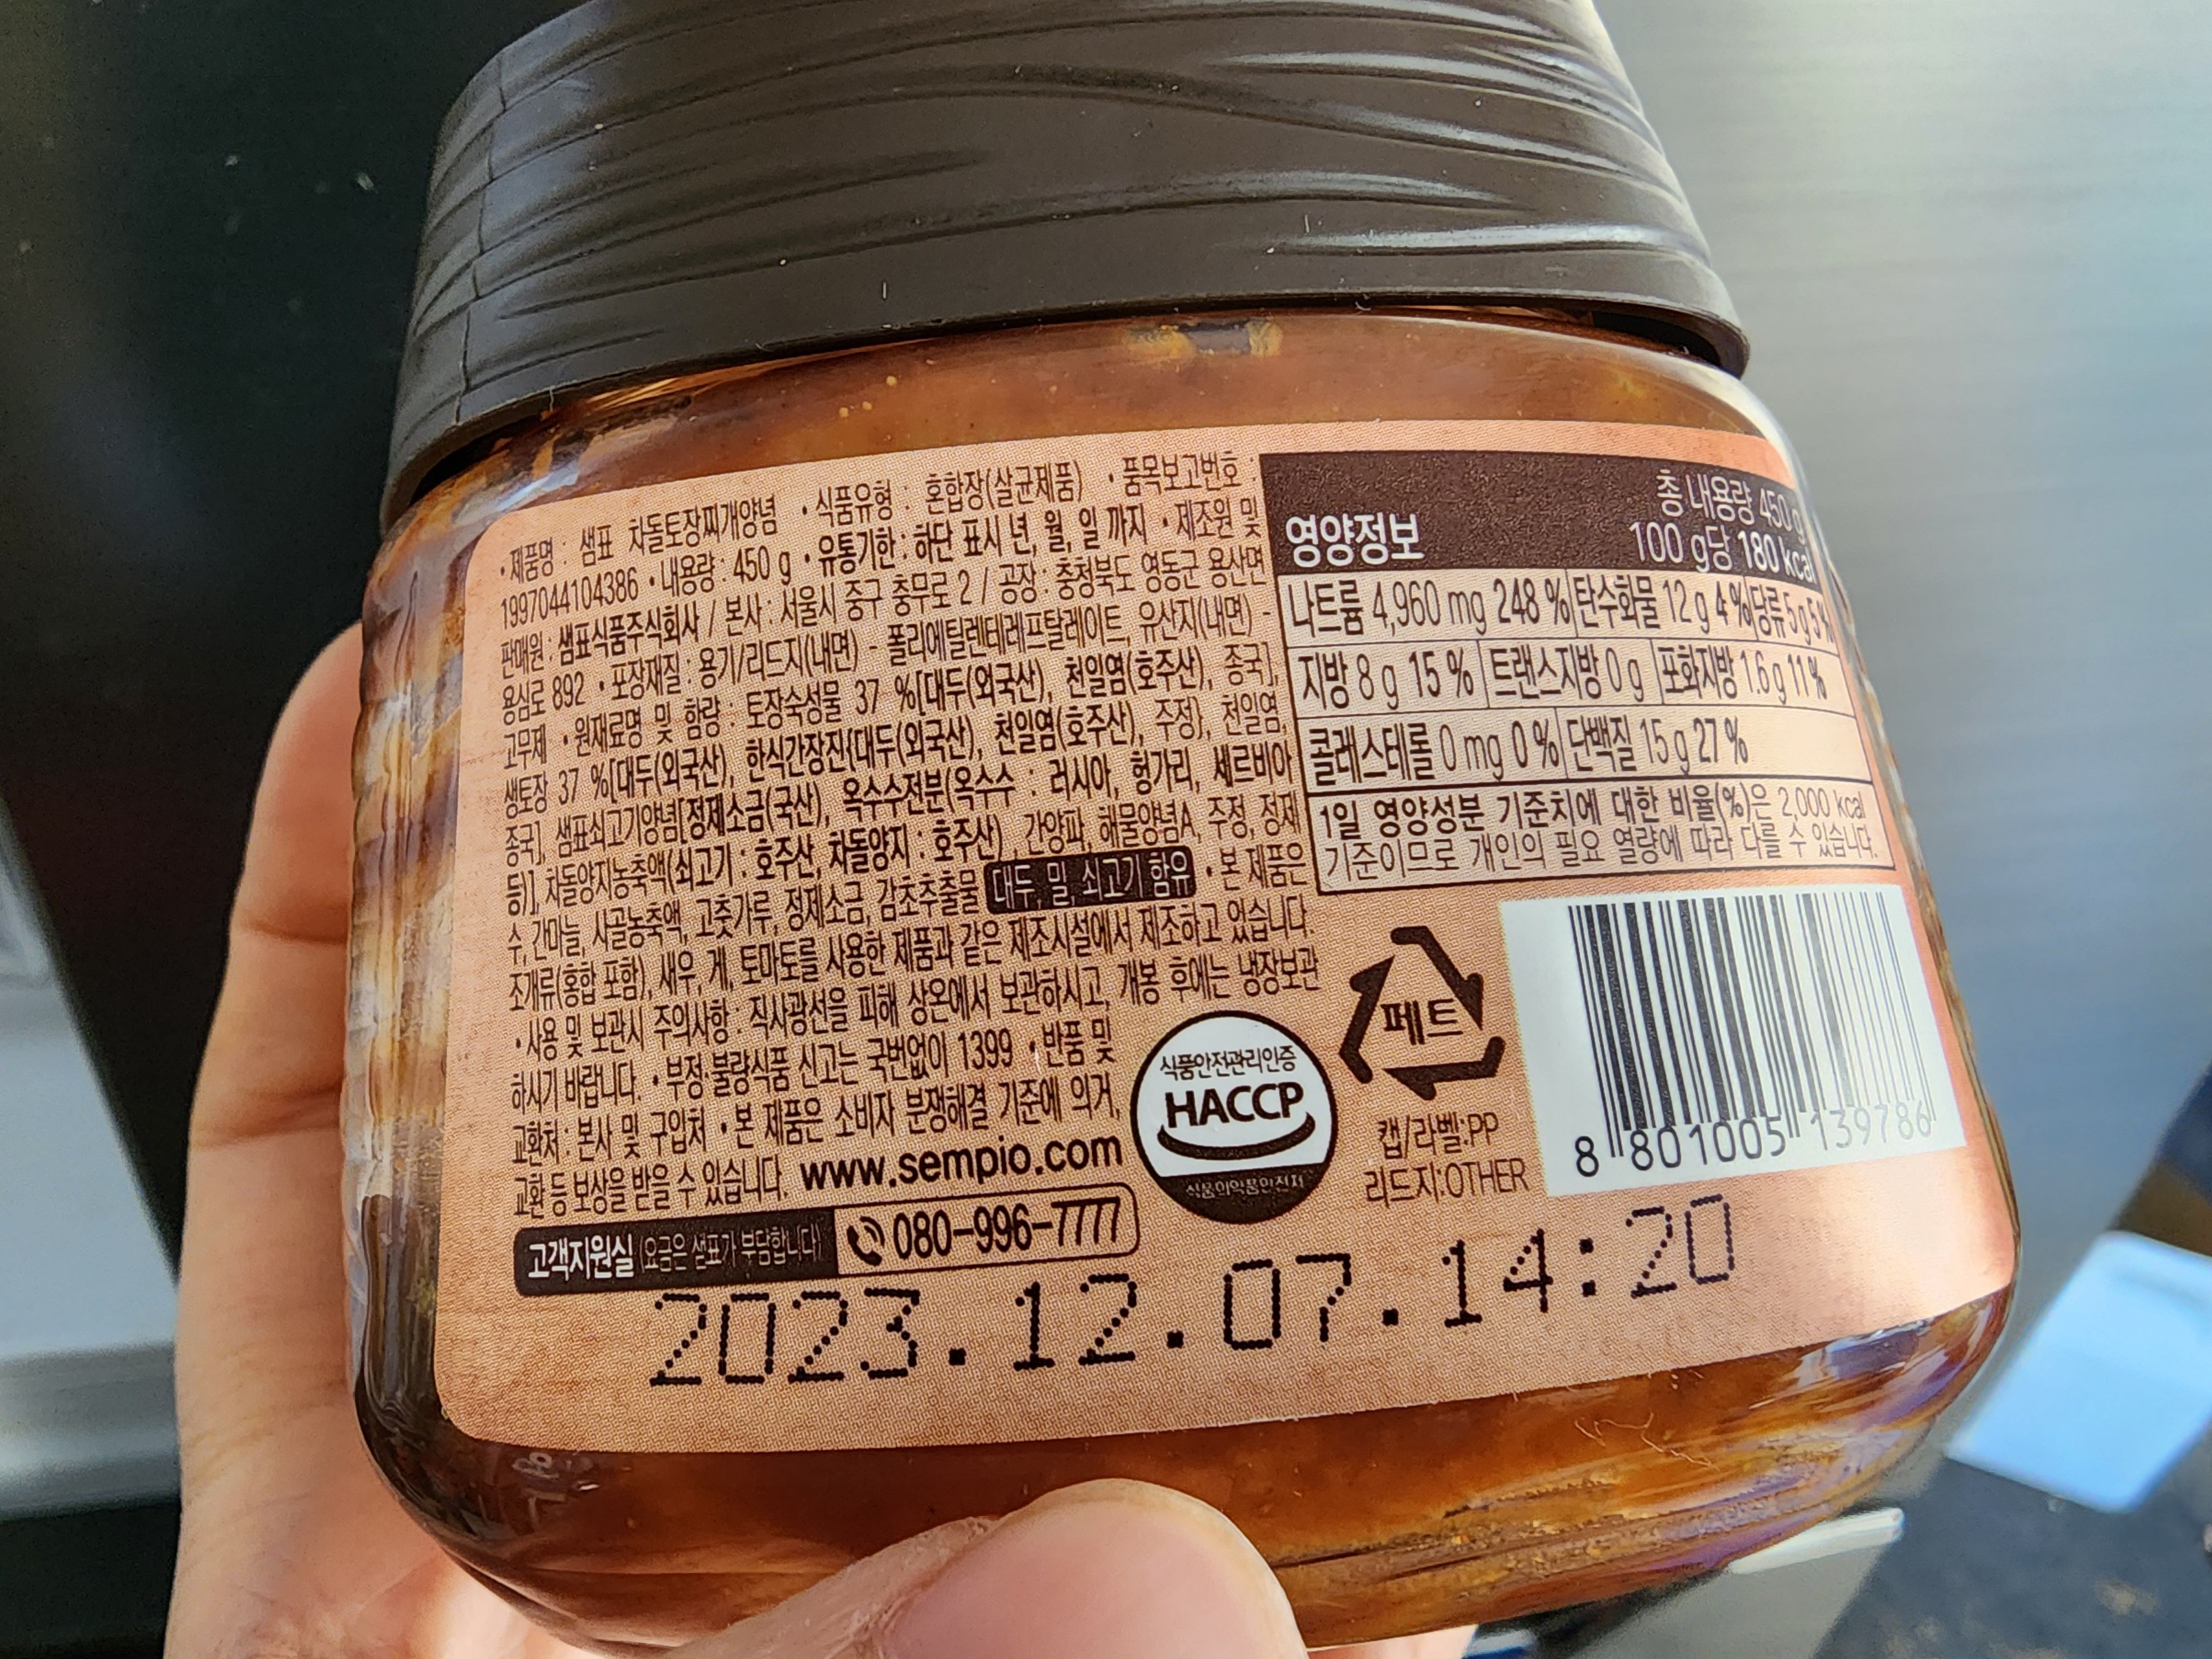 • 제품명 : 샘표 차돌토장찌개양념 • 식품유형 : 혼합장(살균제품) • 품목보고번호 :
1997044104386 • 내용량 : 450 g • 유통기한 : 하단 표시 년, 월, 일 까지 • 제조원 및
판매원 : 샘표식품주식회사 / 본사 : 서울시 중구 충무로 2 / 공장 : 충청북도 영동군 용산면
용심로 892 • 포장재질 : 용기/리드지(내면) - 폴리에틸렌테레프탈레이트, 유산지(내면) -
고무제 • 원재료명 및 함량 : 토장숙성물 37 %[대두(외국산), 천일염(호주산), 종국],
생토장 37 %[대두(외국산), 한식간장진{대두(외국산), 천일염(호주산), 주정}, 천일염,
종국], 샘표쇠고기양념[정제소금(국산), 옥수수전분(옥수수 : 러시아, 헝가리, 세르비아
등)], 차돌양지농축액(쇠고기 : 호주산, 차돌양지 : 호주산), 간양파, 해물양념A, 주정, 정제
수, 간마늘, 사골농축액, 고춧가루, 정제소금, 감초추출물 대두, 밀, 쇠고기 함유 • 본 제품은
조개류(홍합 포함), 새우, 게, 토마토를 사용한 제품과 같은 제조시설에서 제조하고 있습니다.
• 사용 및 보관시 주의사항 : 직사광선을 피해 상온에서 보관하시고, 개봉 후에는 냉장보관
하시기 바랍니다. • 부정·불량식품 신고는 국번없이 1399 • 반품 및
교환처 : 본사 및 구입처 • 본 제품은 소비자 분쟁해결 기준에 의거,
교환 등 보상을 받을 수 있습니다. www.sempio.com
고객지원실 (요금은 샘표가 부담합니다) 080-996-7777
영양정보
총 내용량 450 g
100 g당 180 kcal
나트륨 4,960 mg 248 % 탄수화물 12 g 4 % 당류 5 g 5 %
지방 8 g 15 % 트랜스지방 0 g 포화지방 1.6 g 11 %
콜레스테롤 0 mg 0 % 단백질 15 g 27 %
1일 영양성분 기준치에 대한 비율(%)은 2,000 kcal
기준이므로 개인의 필요 열량에 따라 다를 수 있습니다.
식품안전관리인증
HACCP
식품의약품안전처
페트
캡/라벨:PP
리드지:OTHER
8 801005 139786
2023.12.07.14:20